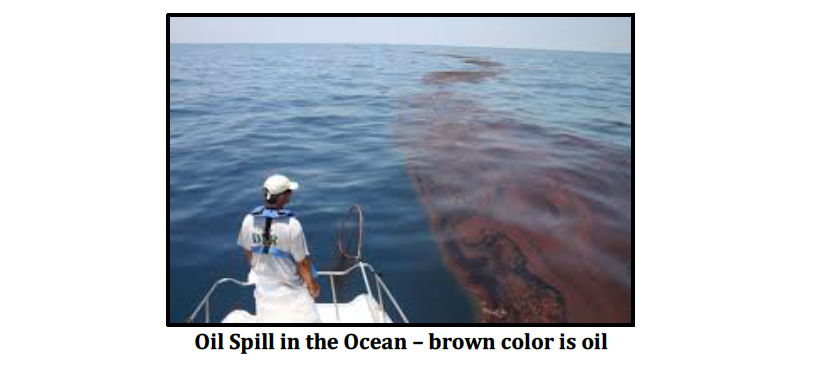 Oil Spill in the Ocean – brown color is oil